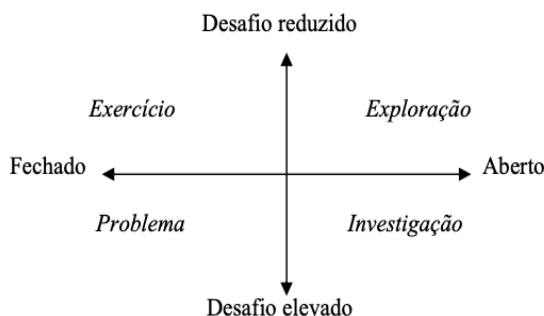 Desafio reduzido
Exercício Exploração
Fechado Aberto
Problema Investigação
Desafio elevado